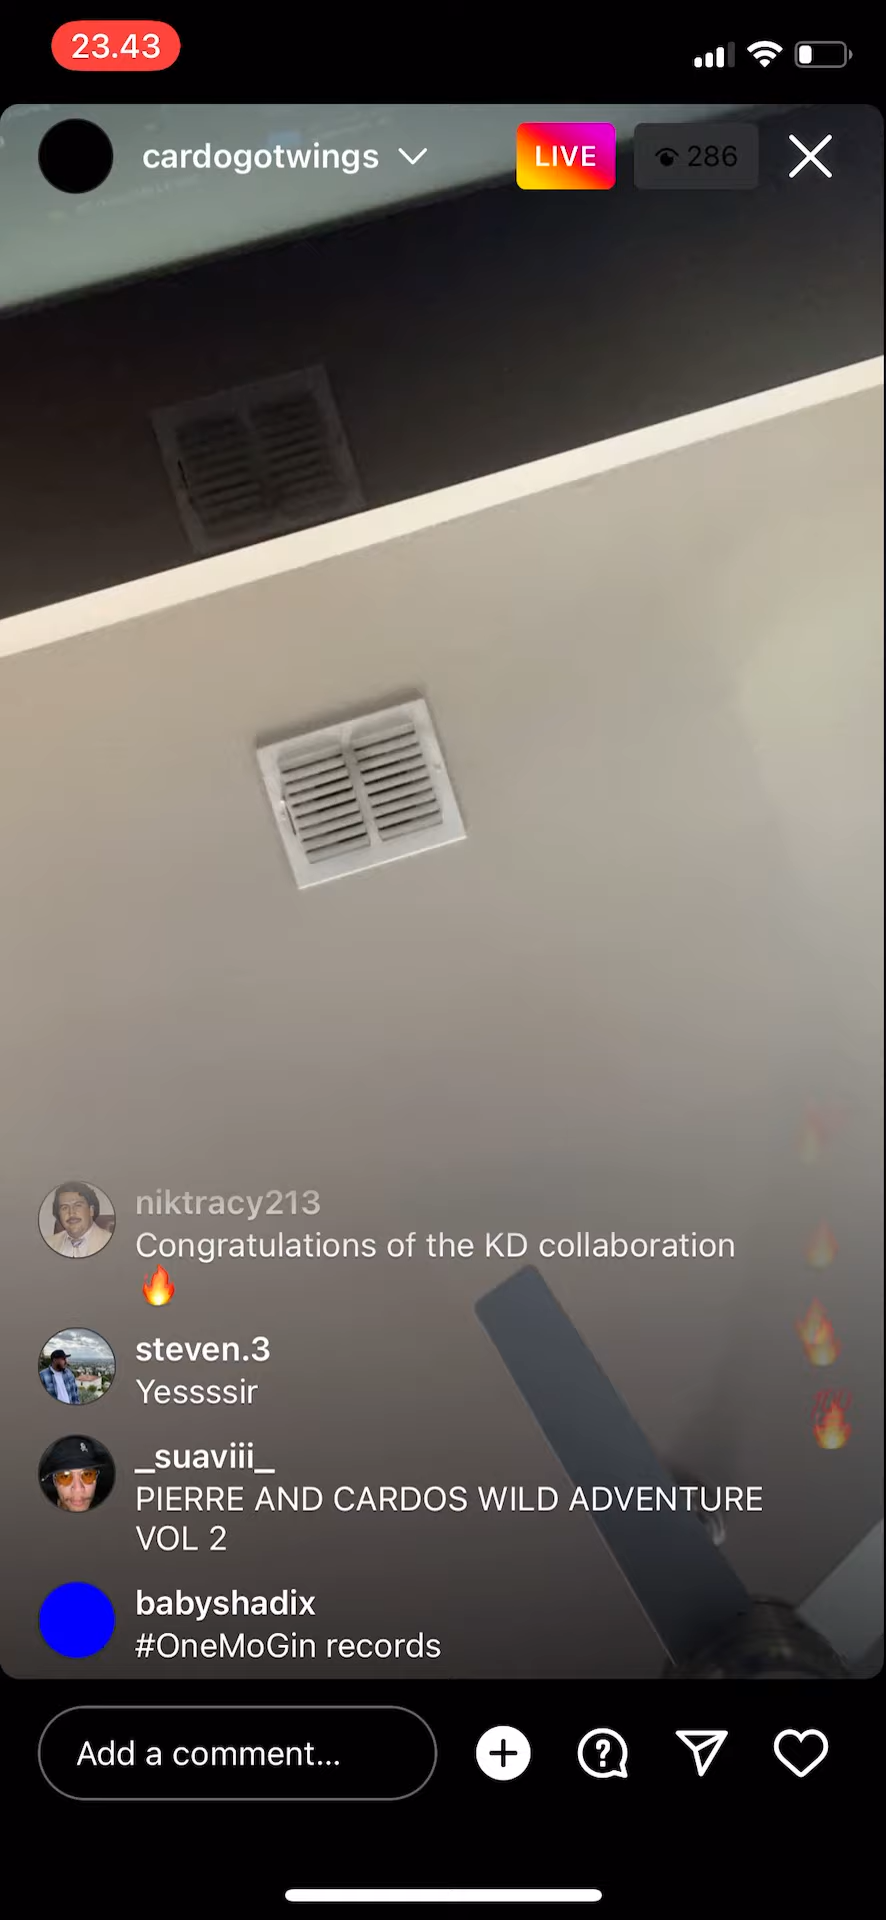 23.43
cardogotwings
LIVE
286
niktracy213
Congratulations of the KD collaboration
🔥
steven.3
Yessssir
_suaviii_
PIERRE AND CARDOS WILD ADVENTURE
VOL 2
babyshadix
#OneMoGin records
Add a comment...